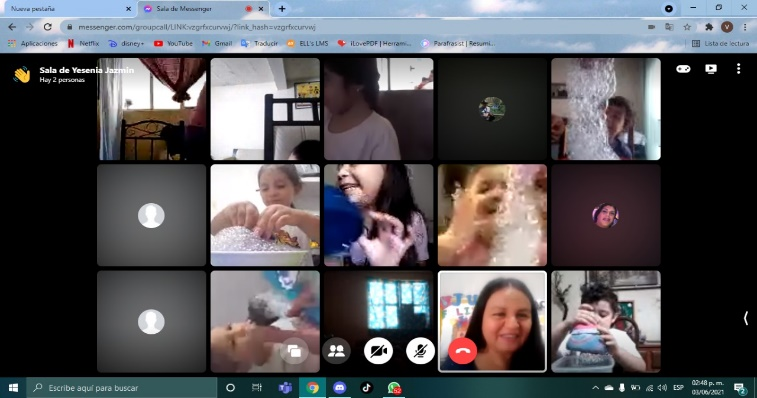 Nueva pestaña
Sala de Messenger
messenger.com/groupcall/LINK:vzgrfxcurvwj/?link_hash=vzgrfxcurvwj
V
Aplicaciones
Netflix
disney+
YouTube
Gmail
Traducir
ELL's LMS
iLovePDF | Herrami...
Parafrasist | Resumi...
Lista de lectura
Sala de Yesenia Jazmin
Hay 2 personas
Escribe aquí para buscar
ESP
02:48 p. m.
03/06/2021